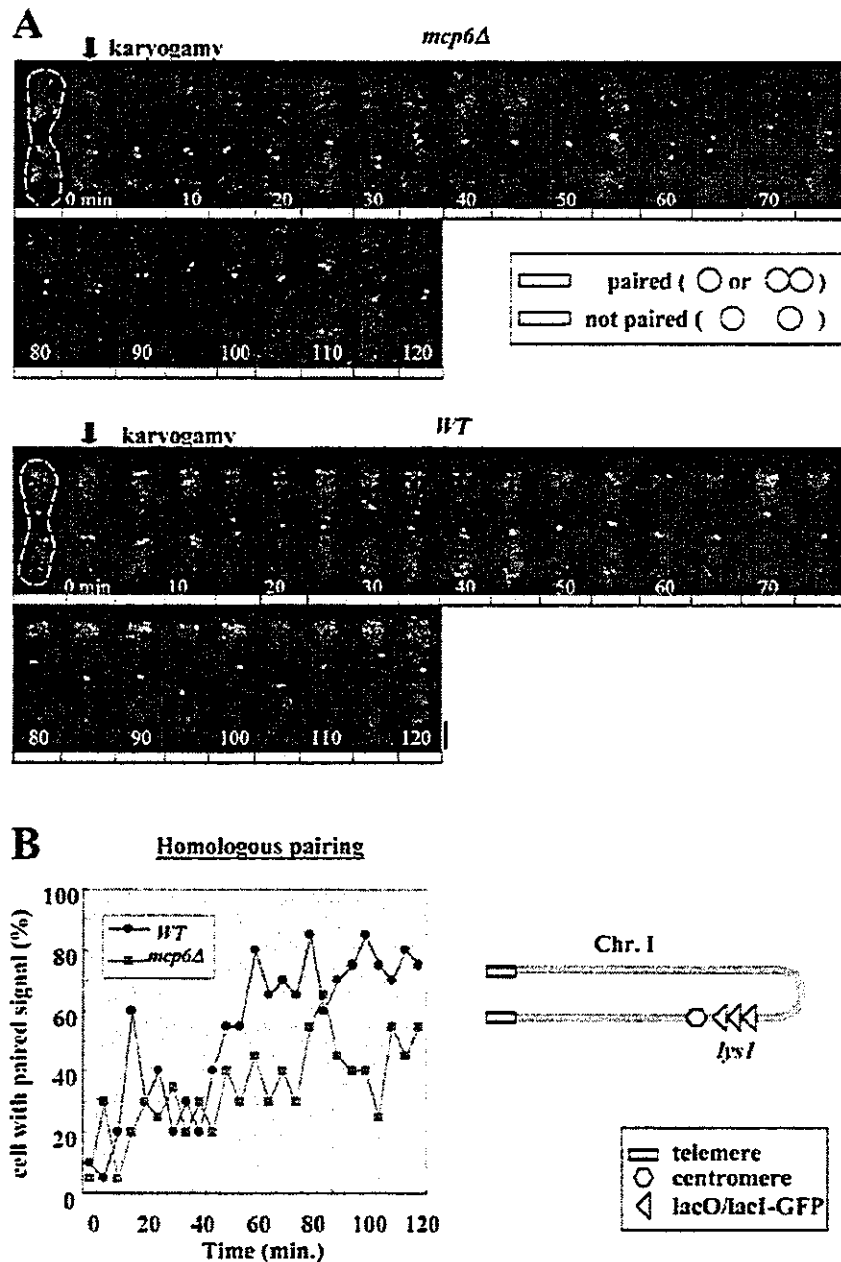 A
karyogamy
mcp6Δ
0 min 10 20 30 40 50 60 70
80 90 100 110 120
paired ( or )
not paired ( )
karyogamy
WT
0 min 10 20 30 40 50 60 70
80 90 100 110 120
B
Homologous pairing
cell with paired signal (%)
100
80
60
40
20
0
WT
mcp6Δ
0 20 40 60 80 100 120
Time (min.)
Chr. I
lys1
telemere
centromere
lacO/lacI-GFP